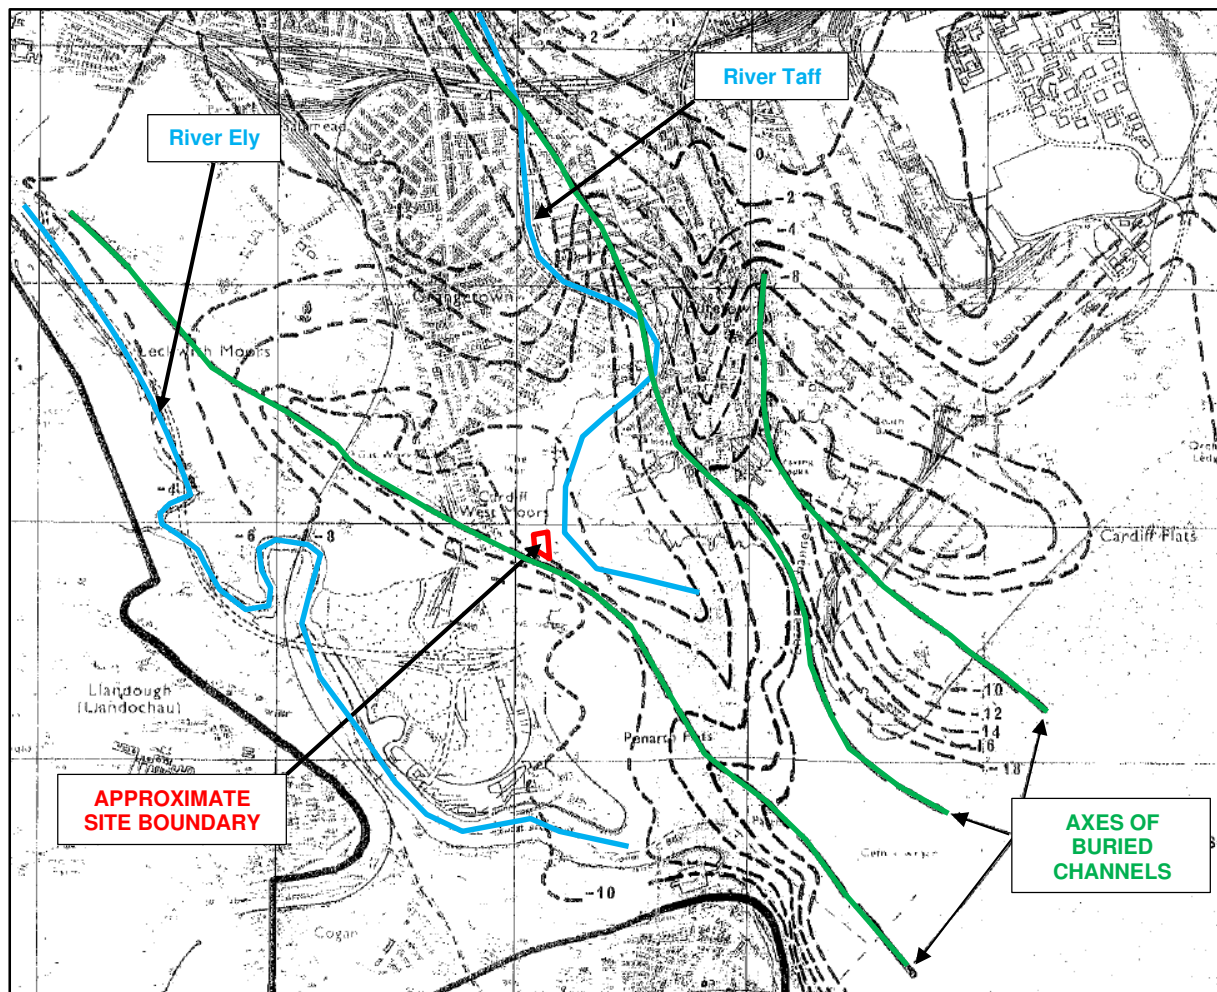 2
River Taff
River Ely
0
-2
-4
-8
Grangetown
Leckwith Moors
Cardiff
West Moors
-4
-6
-8
Cardiff Flats
Llandough
(Llandochau)
-10
-12
-14
-16
-18
Penarth Flats
APPROXIMATE
SITE BOUNDARY
AXES OF
BURIED
CHANNELS
-10
Cogan